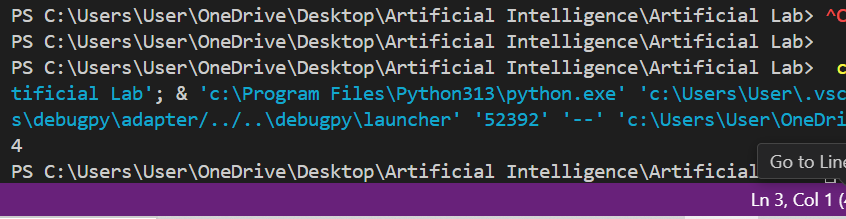 PS C:\Users\User\OneDrive\Desktop\Artificial Intelligence\Artificial Lab> ^C
PS C:\Users\User\OneDrive\Desktop\Artificial Intelligence\Artificial Lab>
PS C:\Users\User\OneDrive\Desktop\Artificial Intelligence\Artificial Lab> c
tificial Lab'; & 'c:\Program Files\Python313\python.exe' 'c:\Users\User\.vsc
s\debugpy\adapter/../..\debugpy\launcher' '52392' '--' 'c:\Users\User\OneDri
4
PS C:\Users\User\OneDrive\Desktop\Artificial Intelligence\Artificial
Go to Line
Ln 3, Col 1 (4